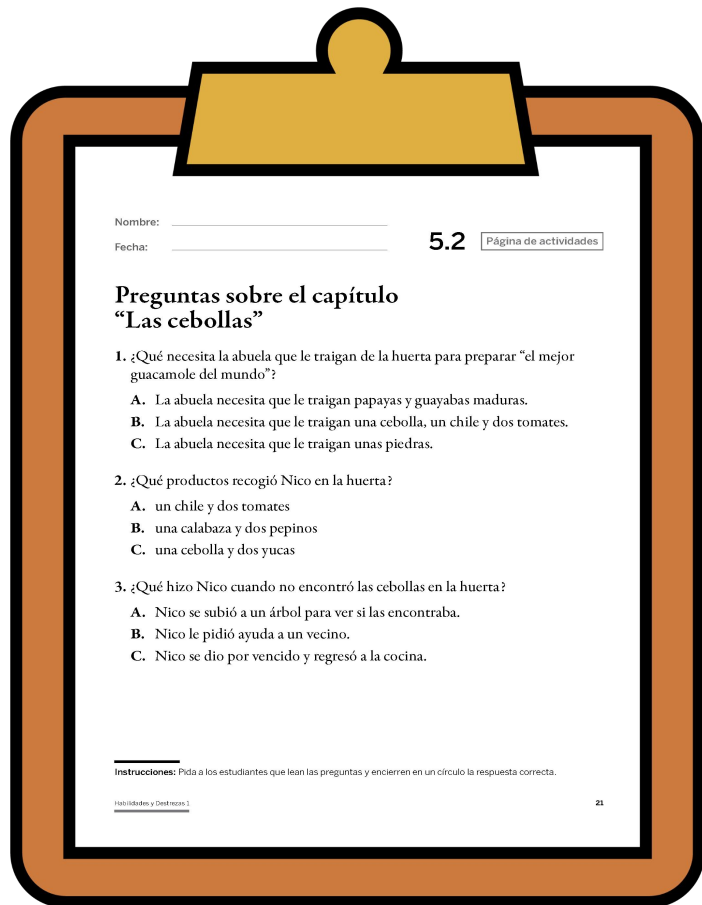 Nombre:
Fecha:
5.2 Página de actividades
Preguntas sobre el capítulo
“Las cebollas”
1. ¿Qué necesita la abuela que le traigan de la huerta para preparar “el mejor
guacamole del mundo”?
A. La abuela necesita que le traigan papayas y guayabas maduras.
B. La abuela necesita que le traigan una cebolla, un chile y dos tomates.
C. La abuela necesita que le traigan unas piedras.
2. ¿Qué productos recogió Nico en la huerta?
A. un chile y dos tomates
B. una calabaza y dos pepinos
C. una cebolla y dos yucas
3. ¿Qué hizo Nico cuando no encontró las cebollas en la huerta?
A. Nico se subió a un árbol para ver si las encontraba.
B. Nico le pidió ayuda a un vecino.
C. Nico se dio por vencido y regresó a la cocina.
Instrucciones: Pida a los estudiantes que lean las preguntas y encierren en un círculo la respuesta correcta.
Habilidades y Destrezas 1
21